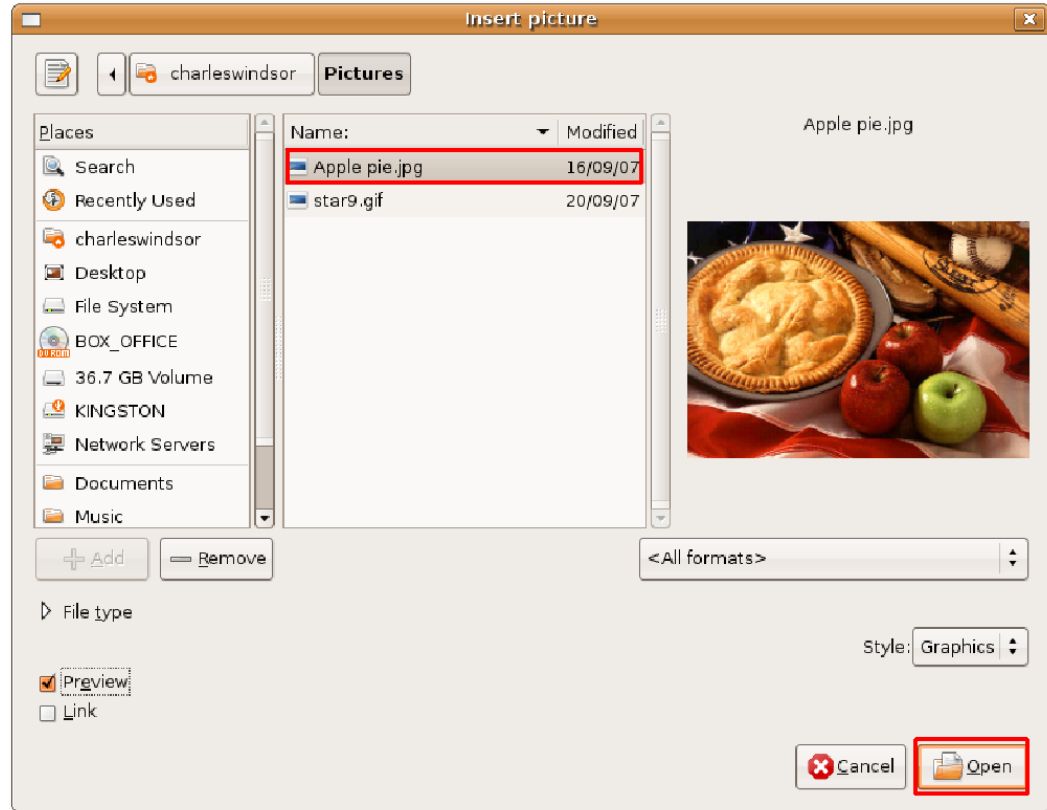 Insert picture
charleswindsor Pictures
Places
Search
Recently Used
charleswindsor
Desktop
File System
BOX_OFFICE
36.7 GB Volume
KINGSTON
Network Servers
Documents
Music
Name: Modified
Apple pie.jpg 16/09/07
star9.gif 20/09/07
Apple pie.jpg
Add Remove
<All formats>
File type
Style: Graphics
Preview
Link
Cancel Open